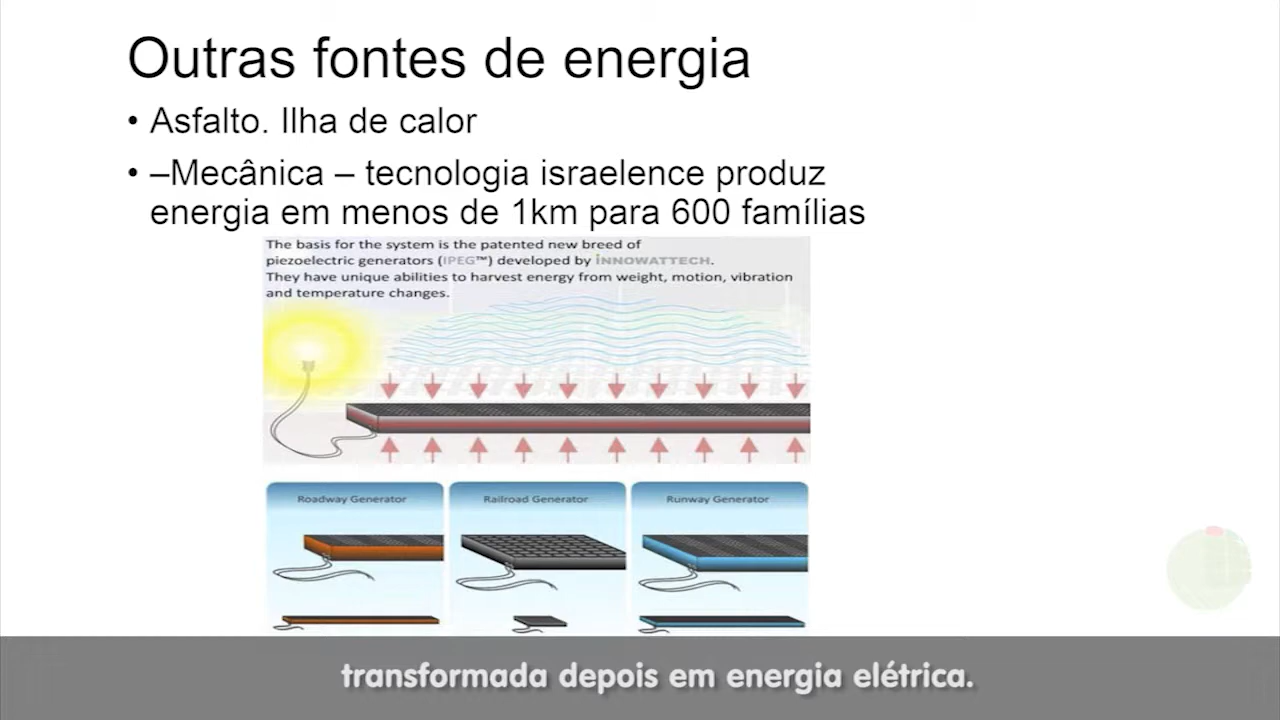 Outras fontes de energia
• Asfalto. Ilha de calor
• –Mecânica – tecnologia israelence produz
energia em menos de 1km para 600 famílias
The basis for the system is the patented new breed of
piezoelectric generators (IPEG™) developed by INNOWATTECH.
They have unique abilities to harvest energy from weight, motion, vibration
and temperature changes.
Roadway Generator
Railroad Generator
Runway Generator
transformada depois em energia elétrica.